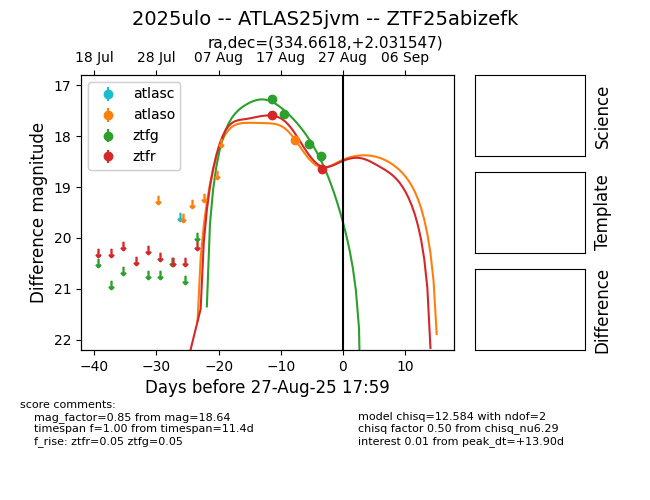 2025ulo -- ATLAS25jvm -- ZTF25abizefk
ra,dec=(334.6618,+2.031547)
18 Jul 28 Jul 07 Aug 17 Aug 27 Aug 06 Sep
atlasc
atlaso
ztfg
ztfr
17
18
19
20
21
22
Difference magnitude
−40 −30 −20 −10 0 10
Days before 27-Aug-25 17:59
Science
Template
Difference
score comments:
mag_factor=0.85 from mag=18.64
timespan f=1.00 from timespan=11.4d
f_rise: ztfr=0.05 ztfg=0.05
model chisq=12.584 with ndof=2
chisq factor 0.50 from chisq_nu6.29
interest 0.01 from peak_dt=+13.90d